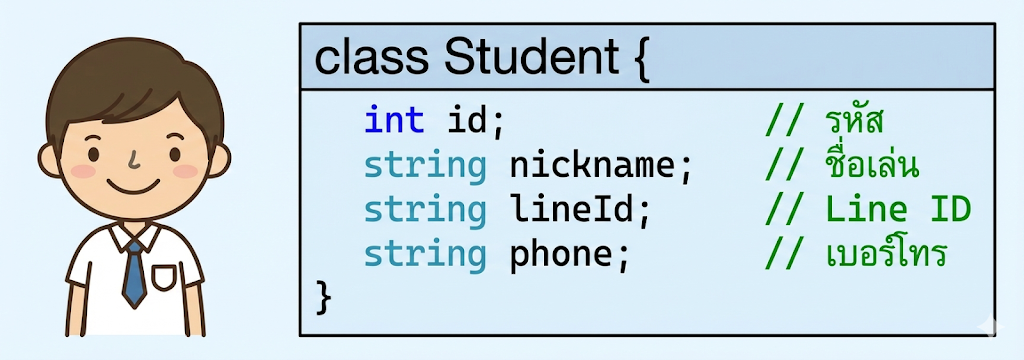 class Student {
int id; // รหัส
string nickname; // ชื่อเล่น
string lineId; // Line ID
string phone; // เบอร์โทร
}